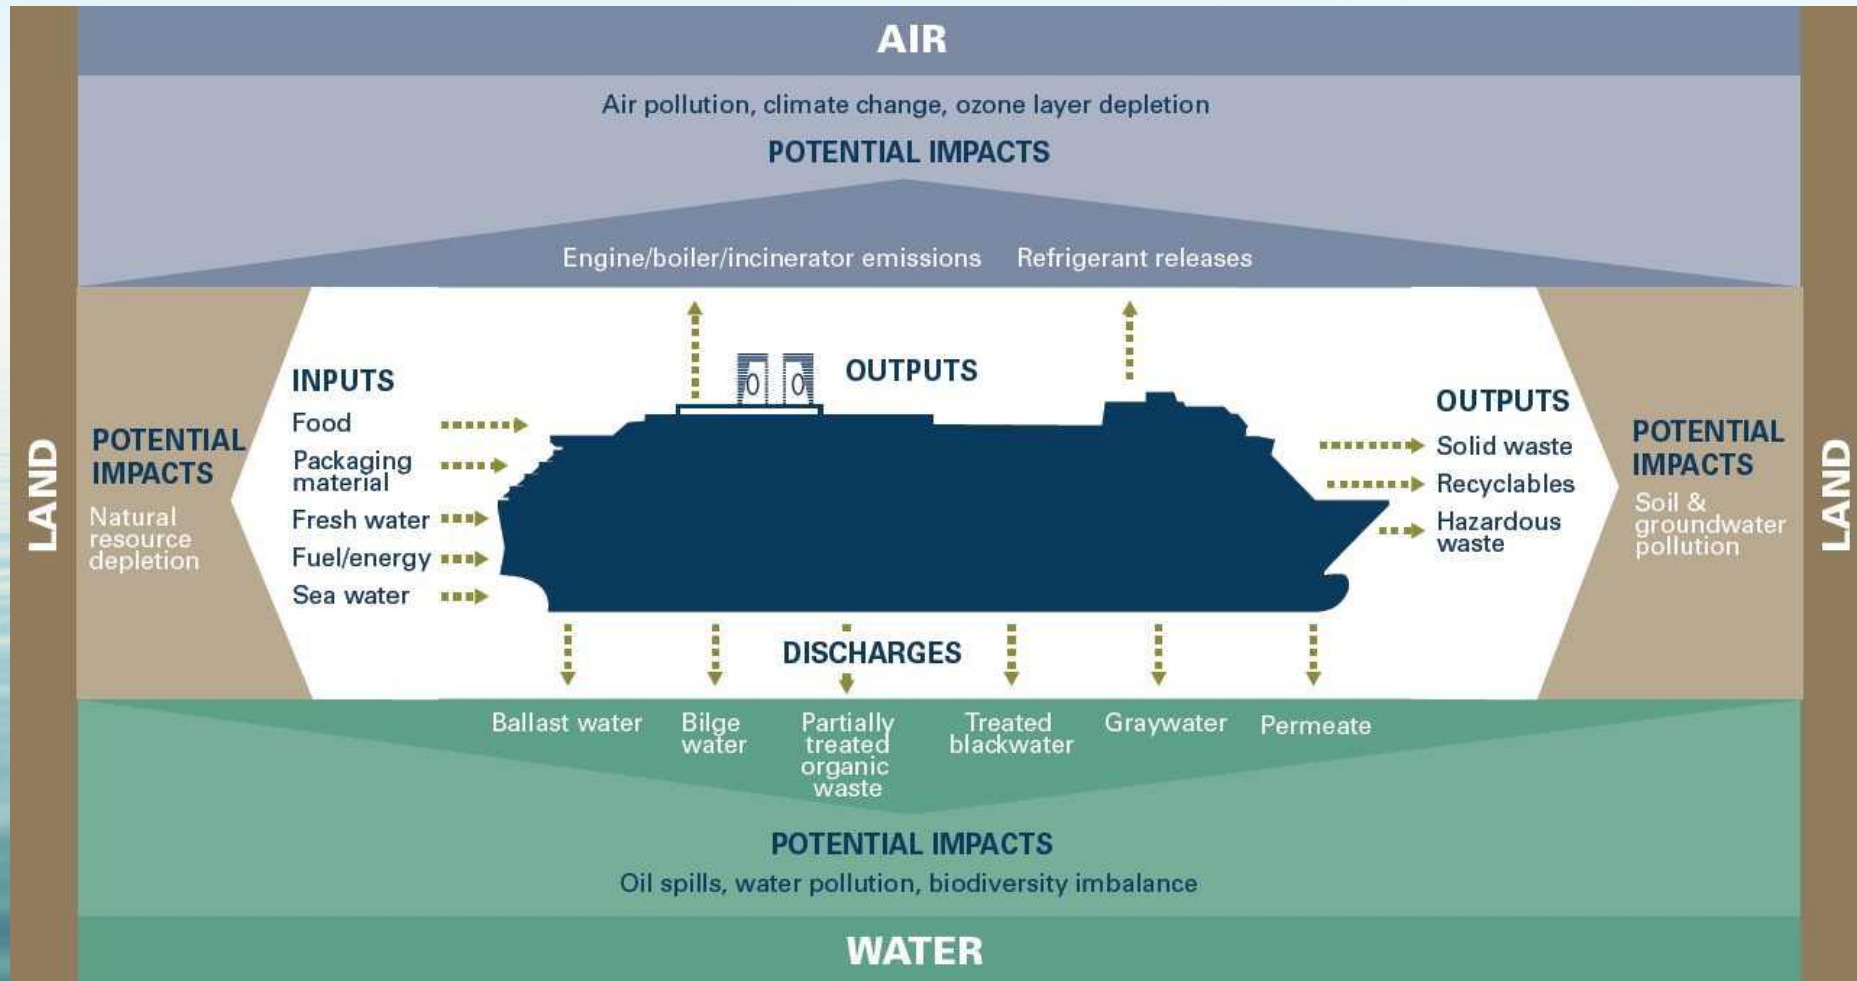 AIR
Air pollution, climate change, ozone layer depletion
POTENTIAL IMPACTS
Engine/boiler/incinerator emissions
Refrigerant releases
LAND
POTENTIAL
IMPACTS
Natural
resource
depletion
INPUTS
Food
Packaging
material
Fresh water
Fuel/energy
Sea water
OUTPUTS
OUTPUTS
Solid waste
Recyclables
Hazardous
waste
POTENTIAL
IMPACTS
Soil &
groundwater
pollution
LAND
DISCHARGES
Ballast water
Bilge
water
Partially
treated
organic
waste
Treated
blackwater
Graywater
Permeate
POTENTIAL IMPACTS
Oil spills, water pollution, biodiversity imbalance
WATER